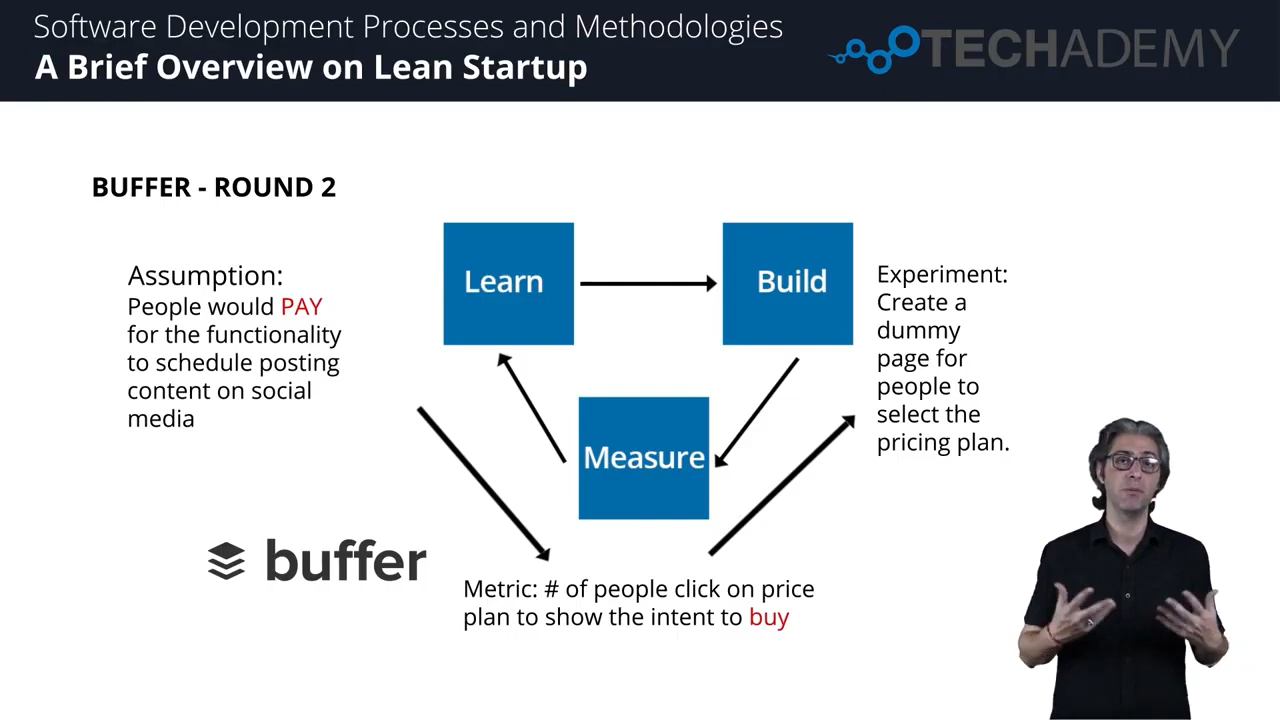 Software Development Processes and Methodologies
A Brief Overview on Lean Startup
TECHADEMY
BUFFER - ROUND 2
Assumption:
People would PAY
for the functionality
to schedule posting
content on social
media
Learn
Build
Measure
Experiment:
Create a
dummy
page for
people to
select the
pricing plan.
buffer
Metric: # of people click on price
plan to show the intent to buy